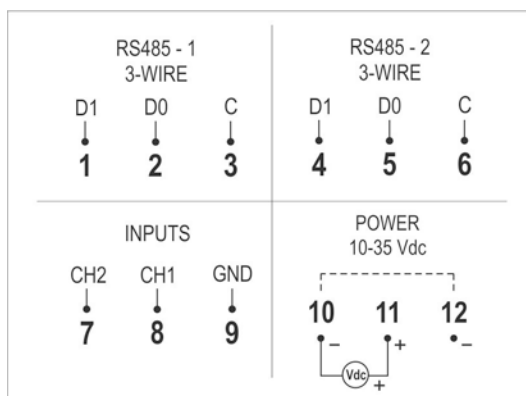 RS485 - 1
3-WIRE
D1 D0 C
1 2 3
RS485 - 2
3-WIRE
D1 D0 C
4 5 6
INPUTS
CH2 CH1 GND
7 8 9
POWER
10-35 Vdc
10 11 12
− + −
Vdc +